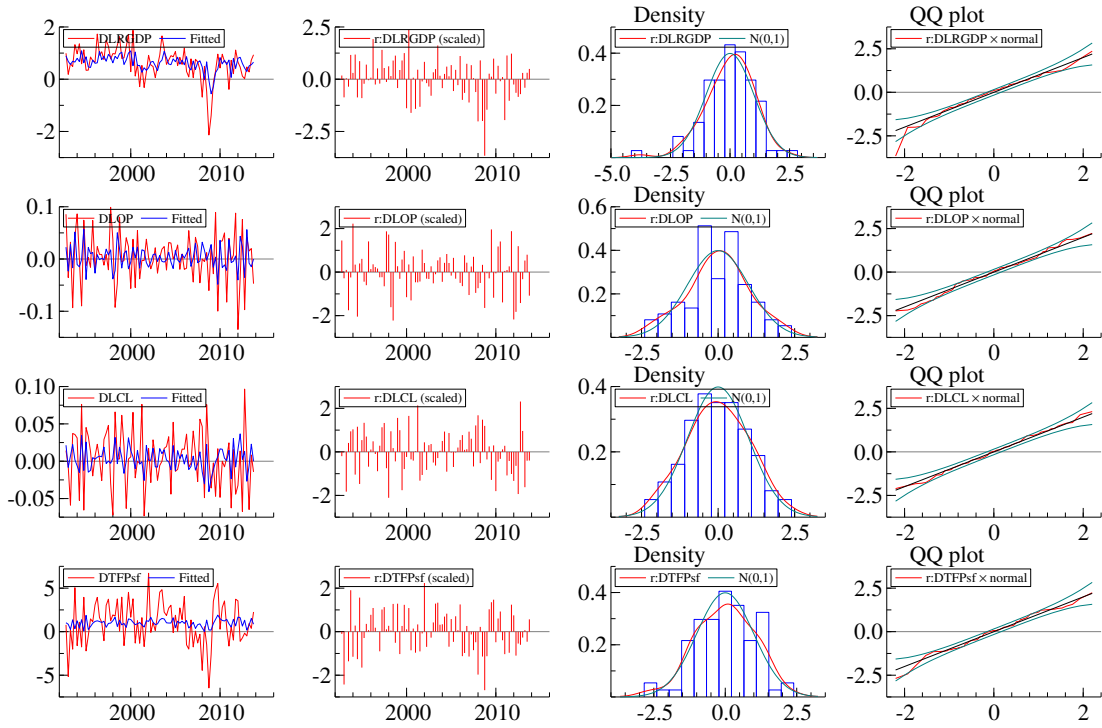 Density
QQ plot
DLRGDP Fitted
r:DLRGDP (scaled)
r:DLRGDP N(0,1)
r:DLRGDP × normal
2
0
-2
2000 2010
2.5
0.0
-2.5
2000 2010
0.4
0.2
-5.0 -2.5 0.0 2.5
2.5
0.0
-2.5
-2 0 2
Density
QQ plot
DLOP Fitted
r:DLOP (scaled)
r:DLOP N(0,1)
r:DLOP × normal
0.1
0.0
-0.1
2000 2010
2
0
-2
2000 2010
0.6
0.4
0.2
-2.5 0.0 2.5
2.5
0.0
-2.5
-2 0 2
Density
QQ plot
DLCL Fitted
r:DLCL (scaled)
r:DLCL N(0,1)
r:DLCL × normal
0.10
0.05
0.00
-0.05
2000 2010
2
0
-2
2000 2010
0.4
0.2
-2.5 0.0 2.5
2.5
0.0
-2.5
-2 0 2
Density
QQ plot
DTFPsf Fitted
r:DTFPsf (scaled)
r:DTFPsf N(0,1)
r:DTFPsf × normal
5
0
-5
2000 2010
2
0
-2
2000 2010
0.4
0.2
-2.5 0.0 2.5
2.5
0.0
-2.5
-2 0 2